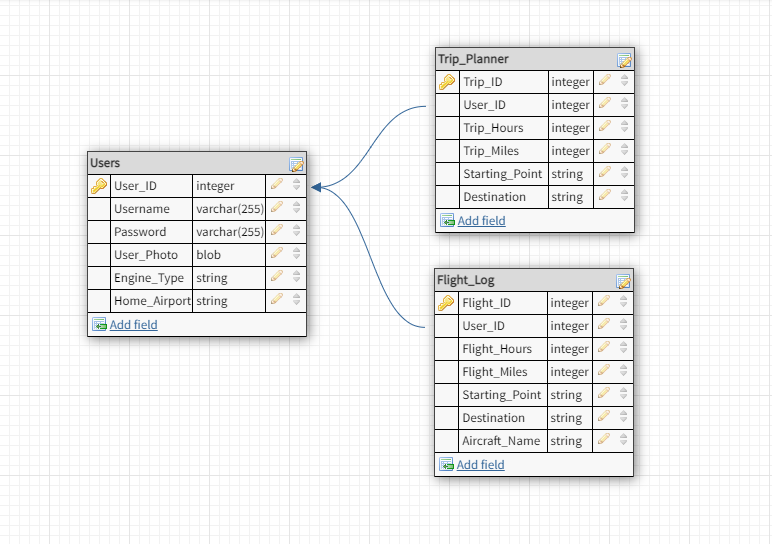 Users
User_ID integer
Username varchar(255)
Password varchar(255)
User_Photo blob
Engine_Type string
Home_Airport string
Add field
Trip_Planner
Trip_ID integer
User_ID integer
Trip_Hours integer
Trip_Miles integer
Starting_Point string
Destination string
Add field
Flight_Log
Flight_ID integer
User_ID integer
Flight_Hours integer
Flight_Miles integer
Starting_Point string
Destination string
Aircraft_Name string
Add field